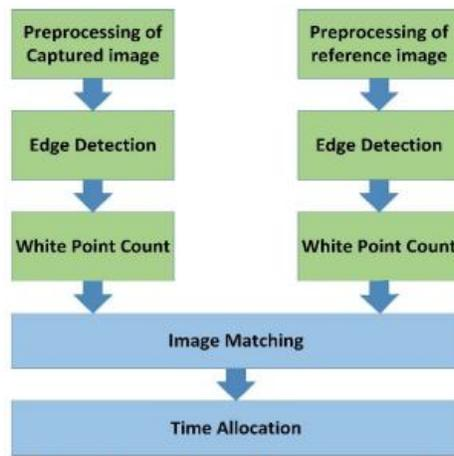 Preprocessing of
Captured image
Preprocessing of
reference image
Edge Detection
Edge Detection
White Point Count
White Point Count
Image Matching
Time Allocation